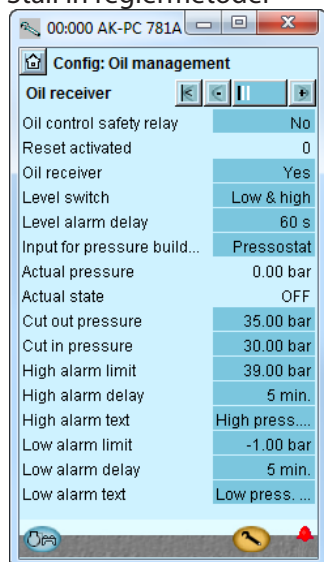 Ställ in reglermetoder
00:000 AK-PC 781A
Config: Oil management
Oil receiver
Oil control safety relay No
Reset activated 0
Oil receiver Yes
Level switch Low & high
Level alarm delay 60 s
Input for pressure build... Pressostat
Actual pressure 0.00 bar
Actual state OFF
Cut out pressure 35.00 bar
Cut in pressure 30.00 bar
High alarm limit 39.00 bar
High alarm delay 5 min.
High alarm text High press....
Low alarm limit -1.00 bar
Low alarm delay 5 min.
Low alarm text Low press. ...